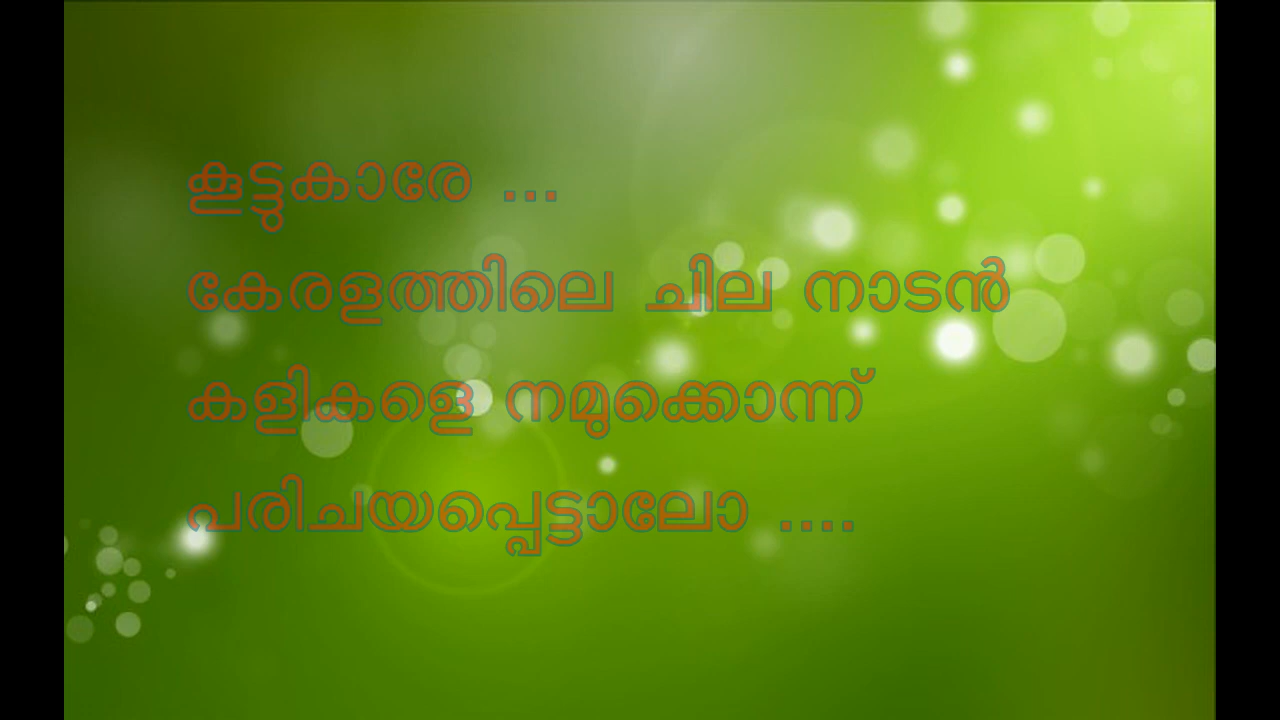 കൂട്ടുകാരേ ...
കേരളത്തിലെ ചില നാടൻ
കളികളെ നമുക്കൊന്ന്
പരിചയപ്പെട്ടാലോ ....